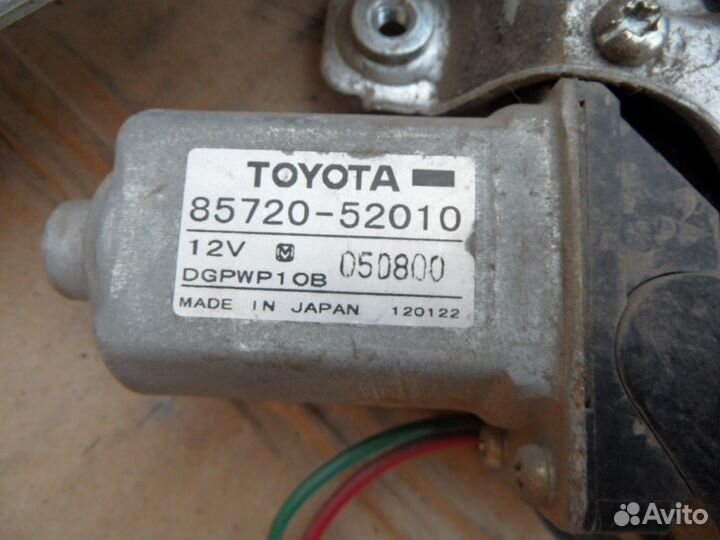 TOYOTA
85720-52010
12V M 050800
DGPWP10B
MADE IN JAPAN 120122
Avito